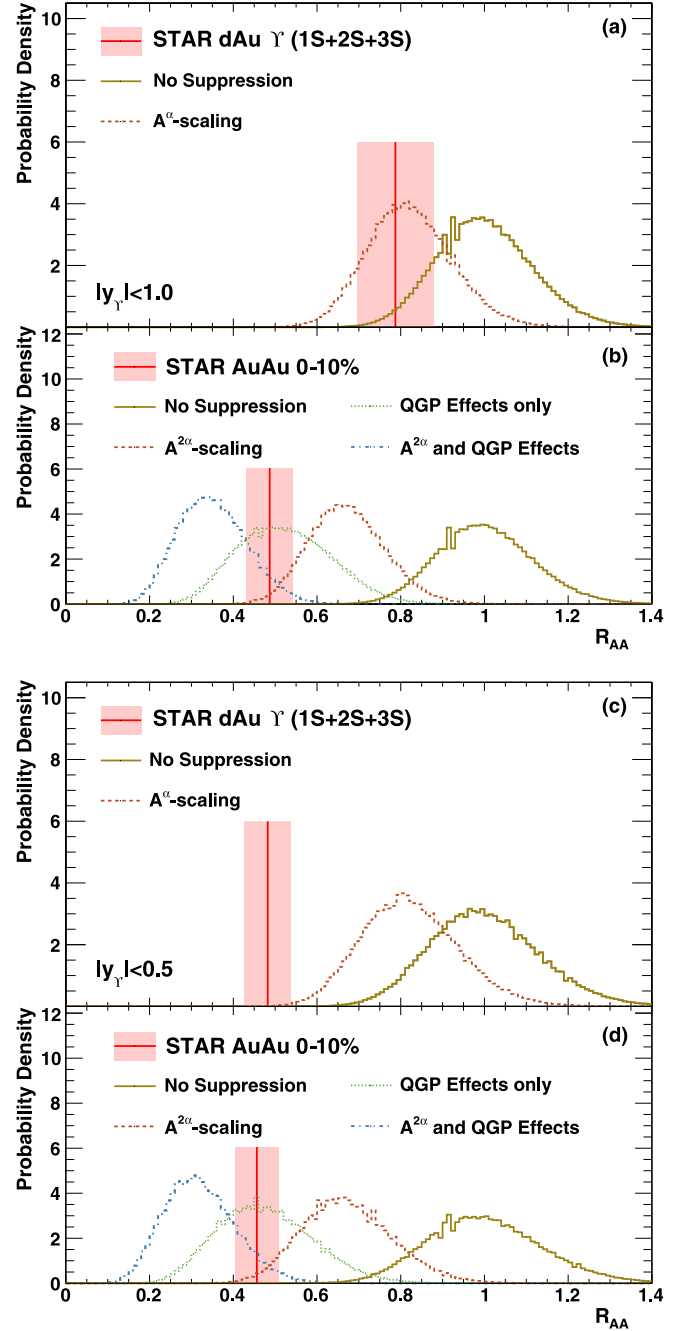 Probability Density
10
8
6
4
2
(a)
STAR dAu ϒ (1S+2S+3S)
No Suppression
A^α-scaling
|y_ϒ|<1.0
Probability Density
12
10
8
6
4
2
0
(b)
STAR AuAu 0-10%
No Suppression QGP Effects only
A^2α-scaling A^2α and QGP Effects
0 0.2 0.4 0.6 0.8 1 1.2 1.4
R_AA
Probability Density
10
8
6
4
2
(c)
STAR dAu ϒ (1S+2S+3S)
No Suppression
A^α-scaling
|y_ϒ|<0.5
Probability Density
12
10
8
6
4
2
0
(d)
STAR AuAu 0-10%
No Suppression QGP Effects only
A^2α-scaling A^2α and QGP Effects
0 0.2 0.4 0.6 0.8 1 1.2 1.4
R_AA